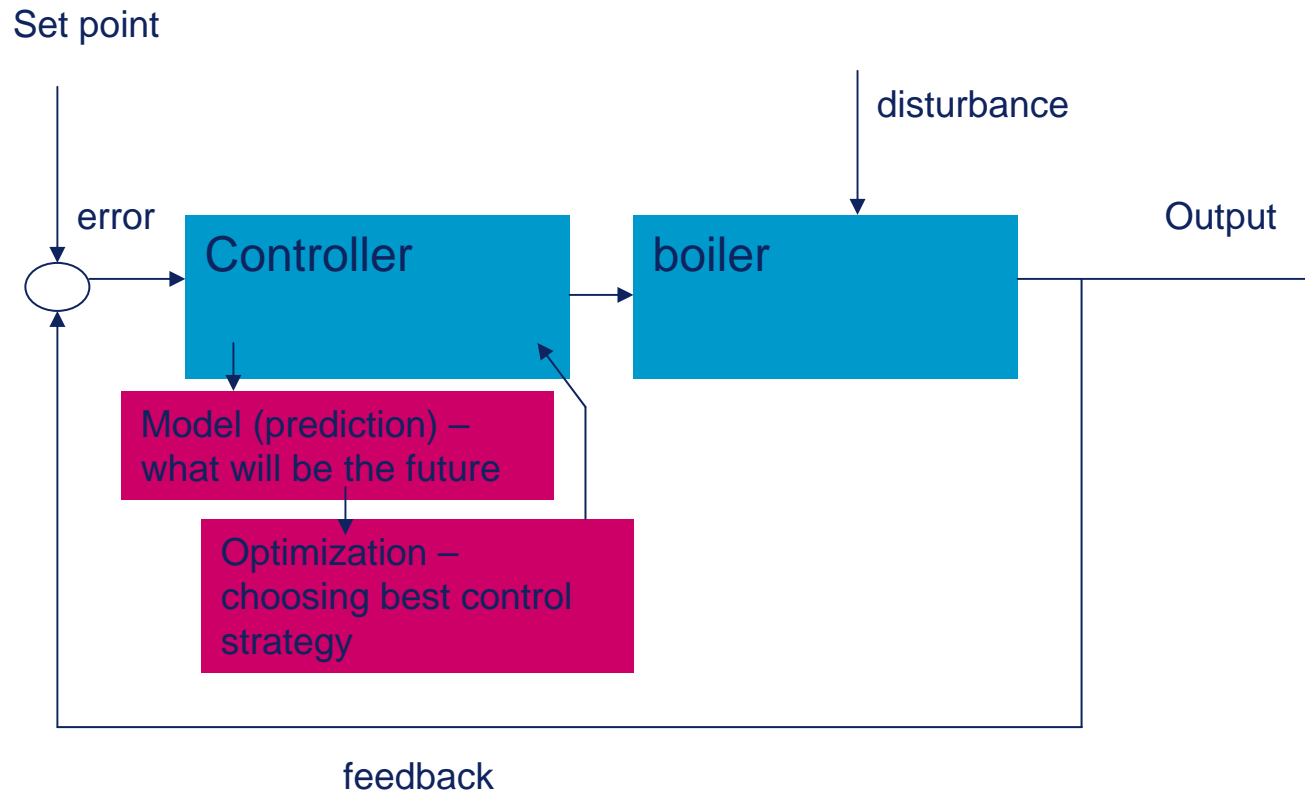 Set point
disturbance
error
Output
Controller
boiler
Model (prediction) –
what will be the future
Optimization –
choosing best control
strategy
feedback